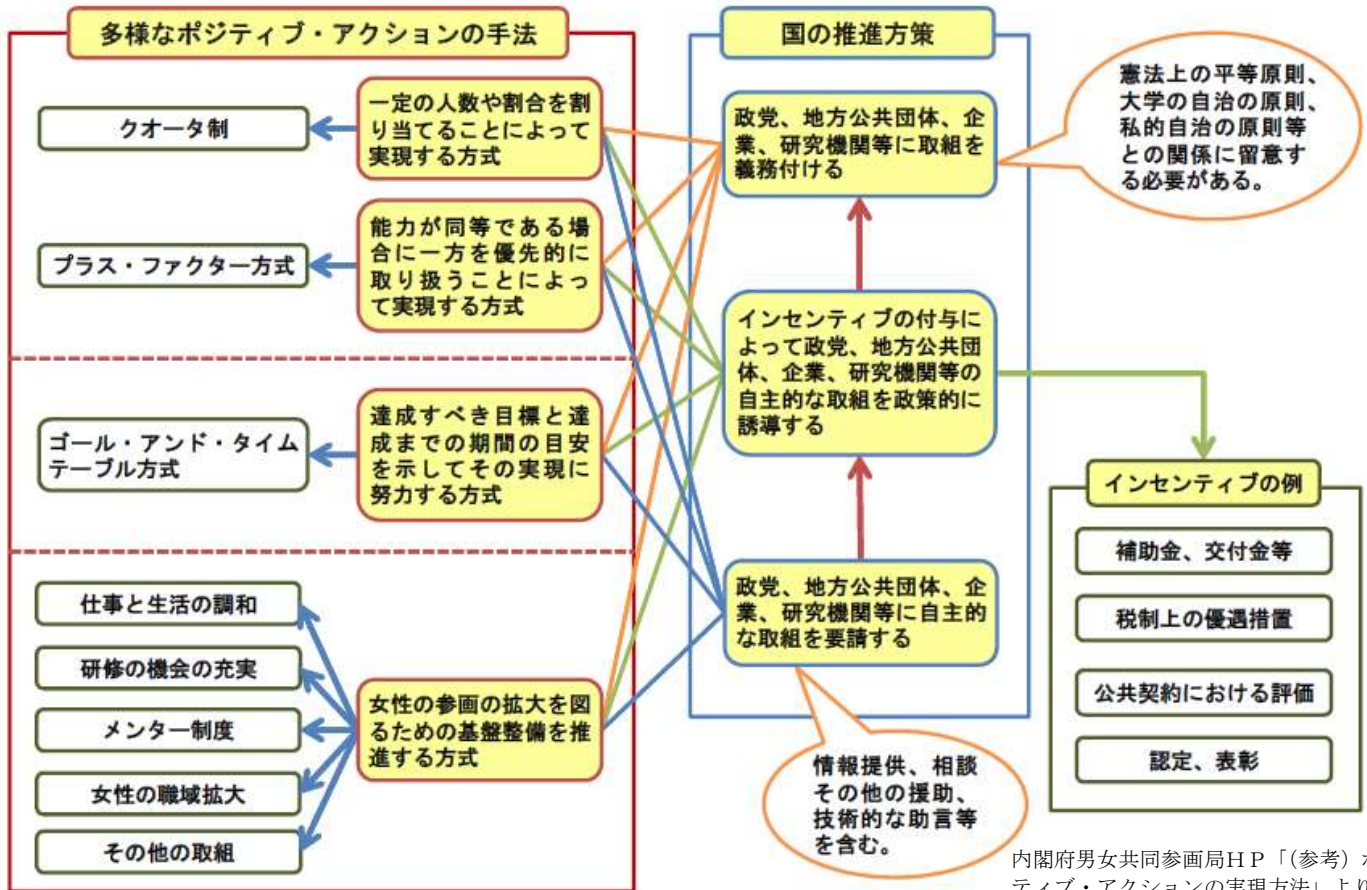 多様なポジティブ・アクションの手法
クオータ制
一定の人数や割合を割
り当てることによって
実現する方式
プラス・ファクター方式
能力が同等である場
合に一方を優先的に
取り扱うことによっ
て実現する方式
ゴール・アンド・タイム
テーブル方式
達成すべき目標と達
成までの期間の目安
を示してその実現に
努力する方式
仕事と生活の調和
研修の機会の充実
メンター制度
女性の職域拡大
その他の取組
女性の参画の拡大を図
るための基盤整備を推
進する方式
国の推進方策
政党、地方公共団体、企
業、研究機関等に取組を
義務付ける
インセンティブの付与に
よって政党、地方公共団
体、企業、研究機関等の
自主的な取組を政策的に
誘導する
政党、地方公共団体、企
業、研究機関等に自主的
な取組を要請する
憲法上の平等原則、
大学の自治の原則、
私的自治の原則等
との関係に留意す
る必要がある。
情報提供、相談
その他の援助、
技術的な助言等
を含む。
インセンティブの例
補助金、交付金等
税制上の優遇措置
公共契約における評価
認定、表彰
内閣府男女共同参画局HP「(参考)
ティブ・アクションの実現方法」より